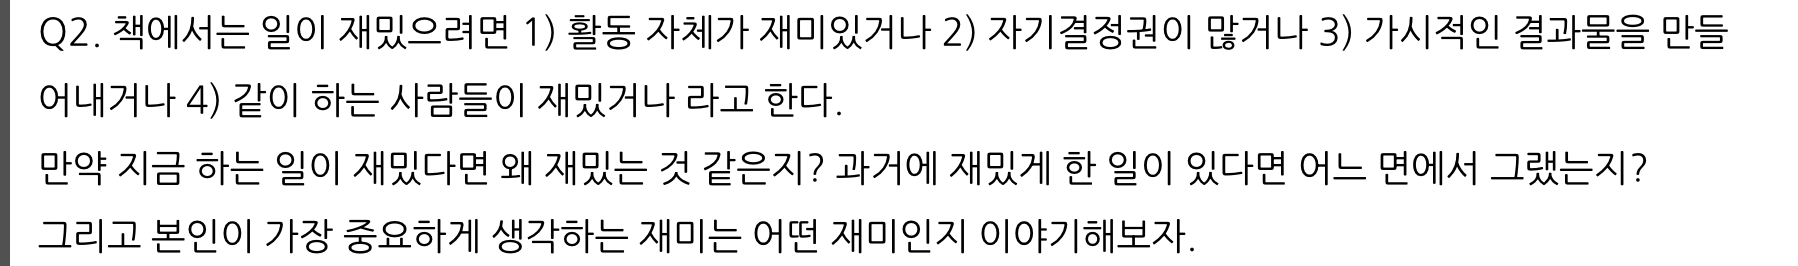 Q2. 책에서는 일이 재밌으려면 1) 활동 자체가 재미있거나 2) 자기결정권이 많거나 3) 가시적인 결과물을 만들
어내거나 4) 같이 하는 사람들이 재밌거나 라고 한다.
만약 지금 하는 일이 재밌다면 왜 재밌는 것 같은지? 과거에 재밌게 한 일이 있다면 어느 면에서 그랬는지?
그리고 본인이 가장 중요하게 생각하는 재미는 어떤 재미인지 이야기해보자.